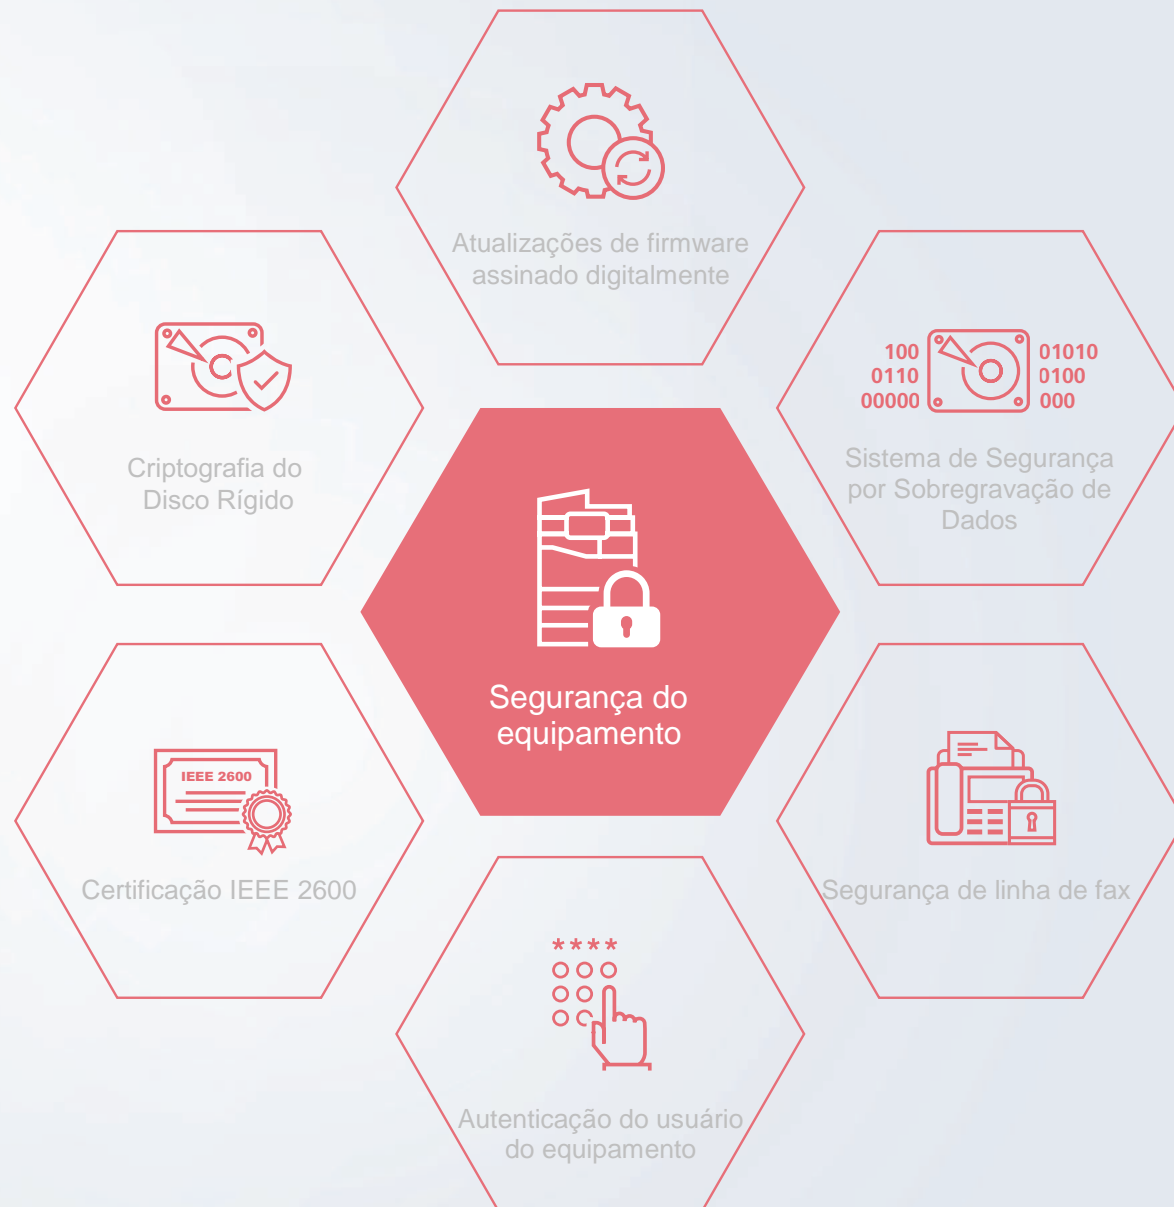 Atualizações de firmware
assinado digitalmente
Criptografia do
Disco Rígido
100
0110
00000
01010
0100
000
Sistema de Segurança
por Sobregravação de
Dados
Segurança do
equipamento
IEEE 2600
Certificação IEEE 2600
Segurança de linha de fax
****
Autenticação do usuário
do equipamento